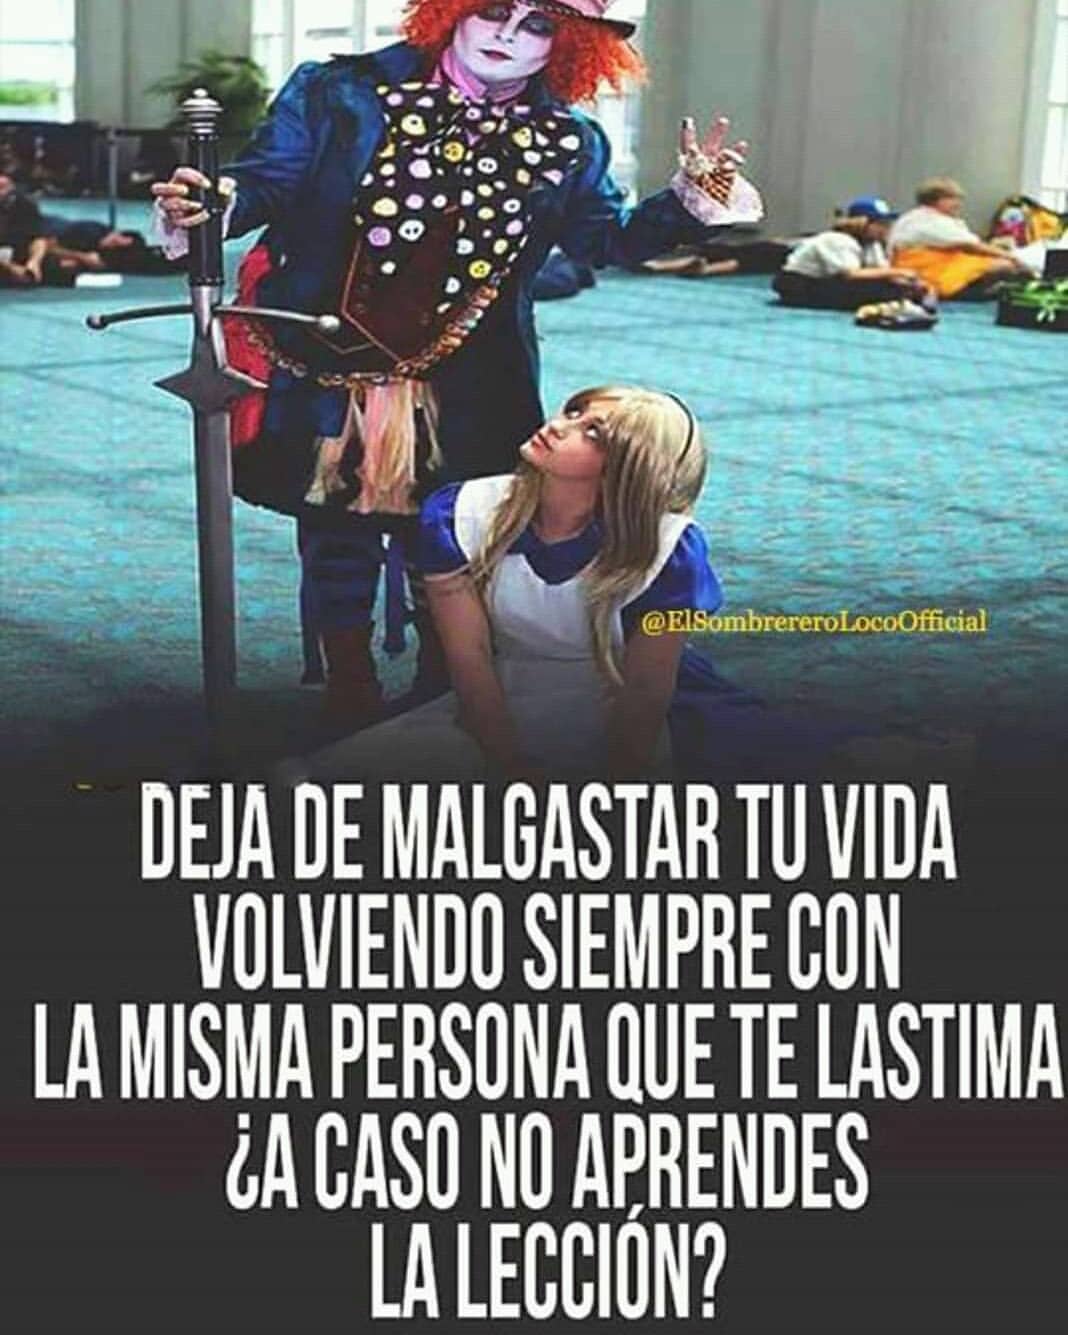 @ElSombrereroLocoOfficial
DEJA DE MALGASTAR TU VIDA
VOLVIENDO SIEMPRE CON
LA MISMA PERSONA QUE TE LASTIMA
¿A CASO NO APRENDES
LA LECCIÓN?